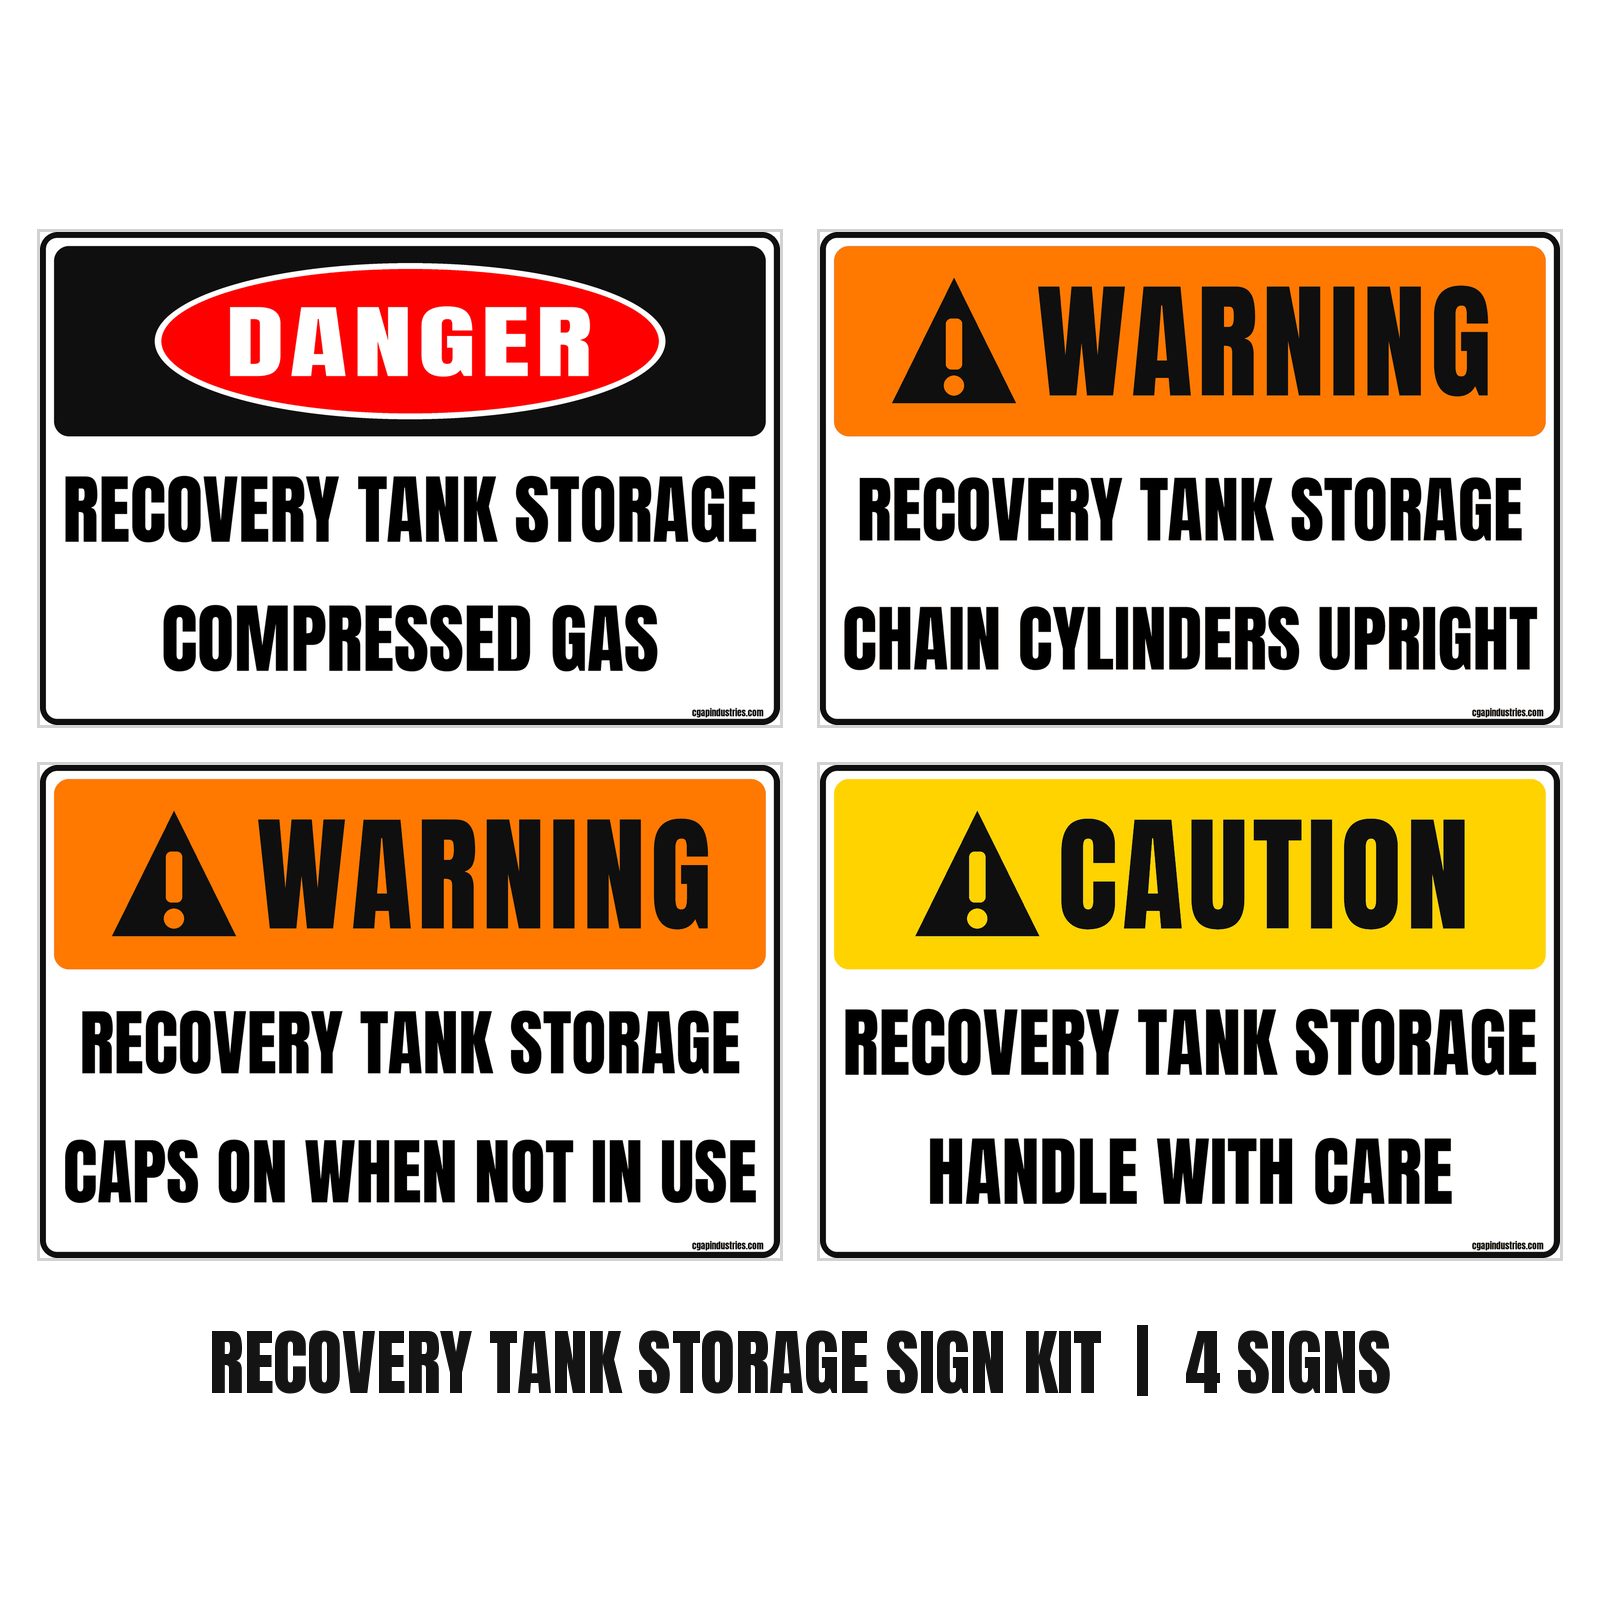 DANGER
RECOVERY TANK STORAGE
COMPRESSED GAS
cgapindustries.com
WARNING
RECOVERY TANK STORAGE
CHAIN CYLINDERS UPRIGHT
cgapindustries.com
WARNING
RECOVERY TANK STORAGE
CAPS ON WHEN NOT IN USE
cgapindustries.com
CAUTION
RECOVERY TANK STORAGE
HANDLE WITH CARE
cgapindustries.com
RECOVERY TANK STORAGE SIGN KIT | 4 SIGNS